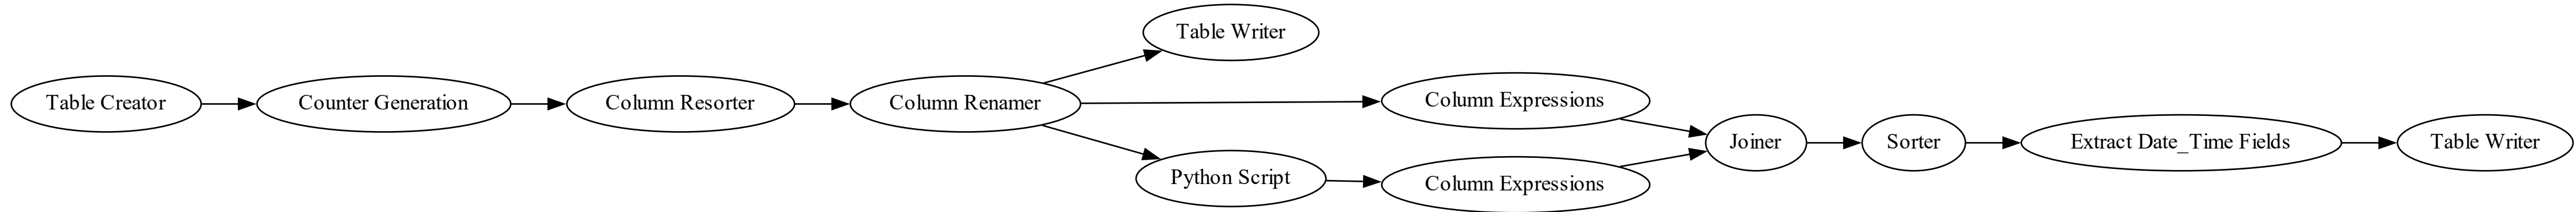 Table Creator
Counter Generation
Column Resorter
Column Renamer
Table Writer
Column Expressions
Python Script
Column Expressions
Joiner
Sorter
Extract Date_Time Fields
Table Writer